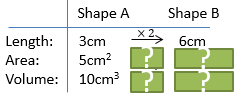 Shape A Shape B
× 2
Length: 3cm 6cm
Area: 5cm² ? ?
Volume: 10cm³ ? ?